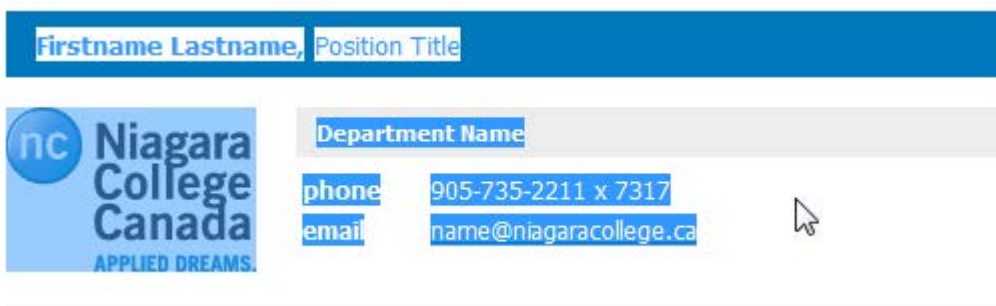 Firstname Lastname, Position Title
nc
Niagara
College
Canada
APPLIED DREAMS.
Department Name
phone 905-735-2211 x 7317
email name@niagaracollege.ca